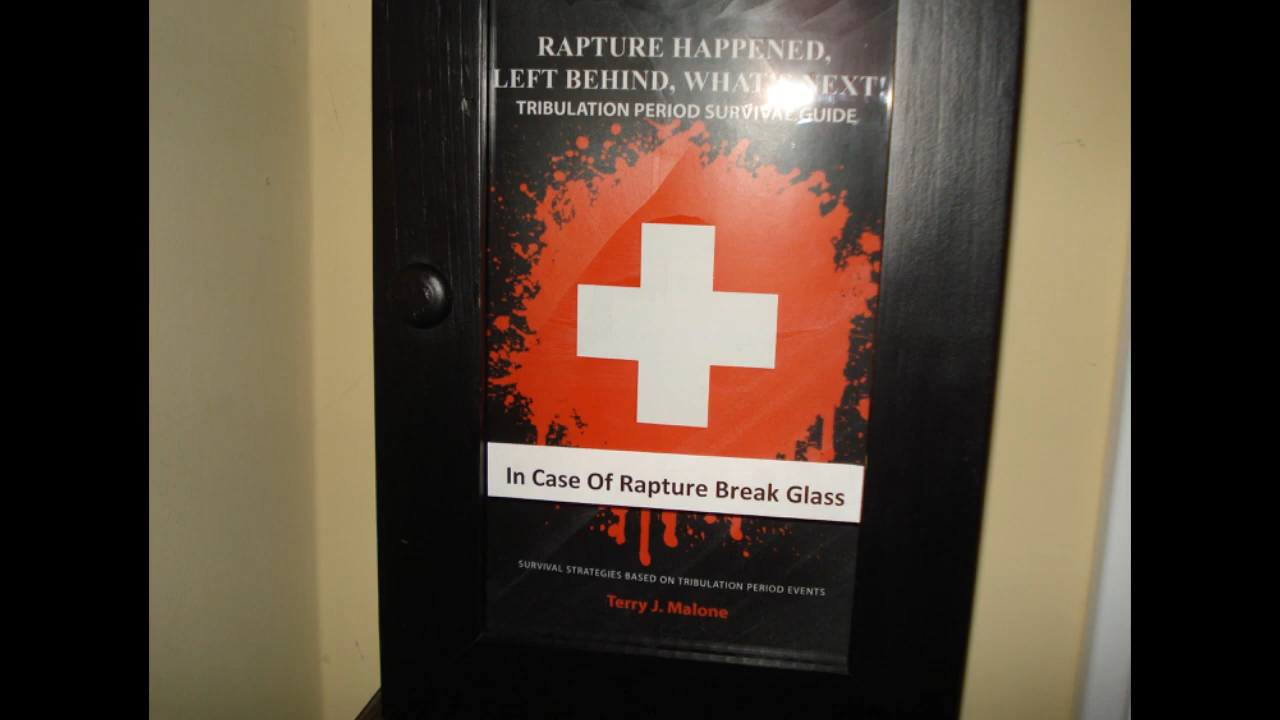 RAPTURE HAPPENED,
LEFT BEHIND, WHAT'S NEXT!
TRIBULATION PERIOD SURVIVAL GUIDE
In Case Of Rapture Break Glass
SURVIVAL STRATEGIES BASED ON TRIBULATION PERIOD EVENTS
Terry J. Malone